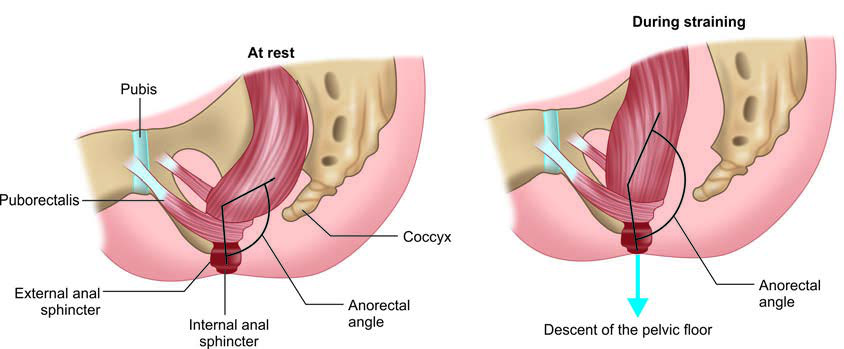 At rest
Pubis
Puborectalis
Coccyx
External anal
sphincter
Internal anal
sphincter
Anorectal
angle
During straining
Anorectal
angle
Descent of the pelvic floor